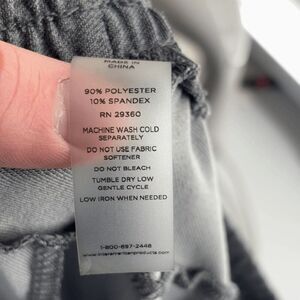 MADE IN
CHINA
90% POLYESTER
10% SPANDEX
RN 29360
MACHINE WASH COLD
SEPARATELY
DO NOT USE FABRIC
SOFTENER
DO NOT BLEACH
TUMBLE DRY LOW
GENTLE CYCLE
LOW IRON WHEN NEEDED
1-800-697-2448